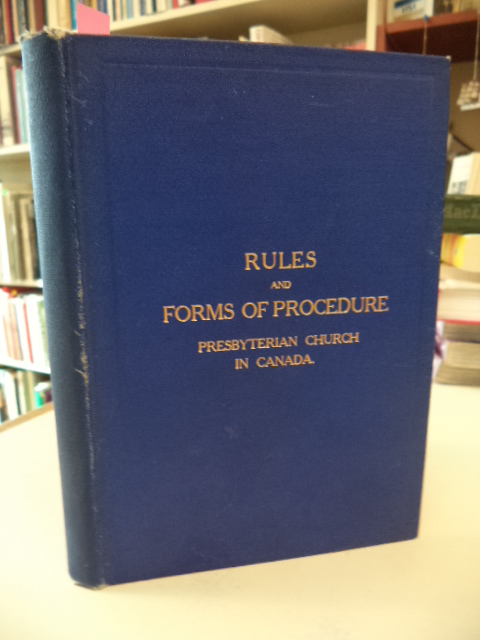 RULES
AND
FORMS OF PROCEDURE
PRESBYTERIAN CHURCH
IN CANADA.